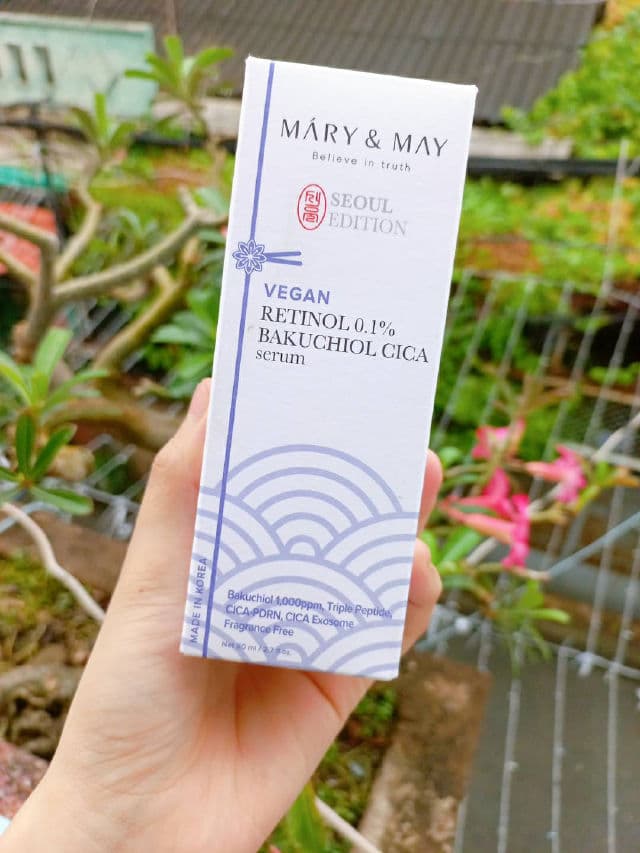 MÁRY & MAY
Believe in truth
SEOUL
EDITION
VEGAN
RETINOL 0.1%
BAKUCHIOL CICA
serum
Bakuchiol 1,000ppm, Triple Peptide,
CICA-PDRN, CICA Exosome
Fragrance Free
MADE IN KOREA